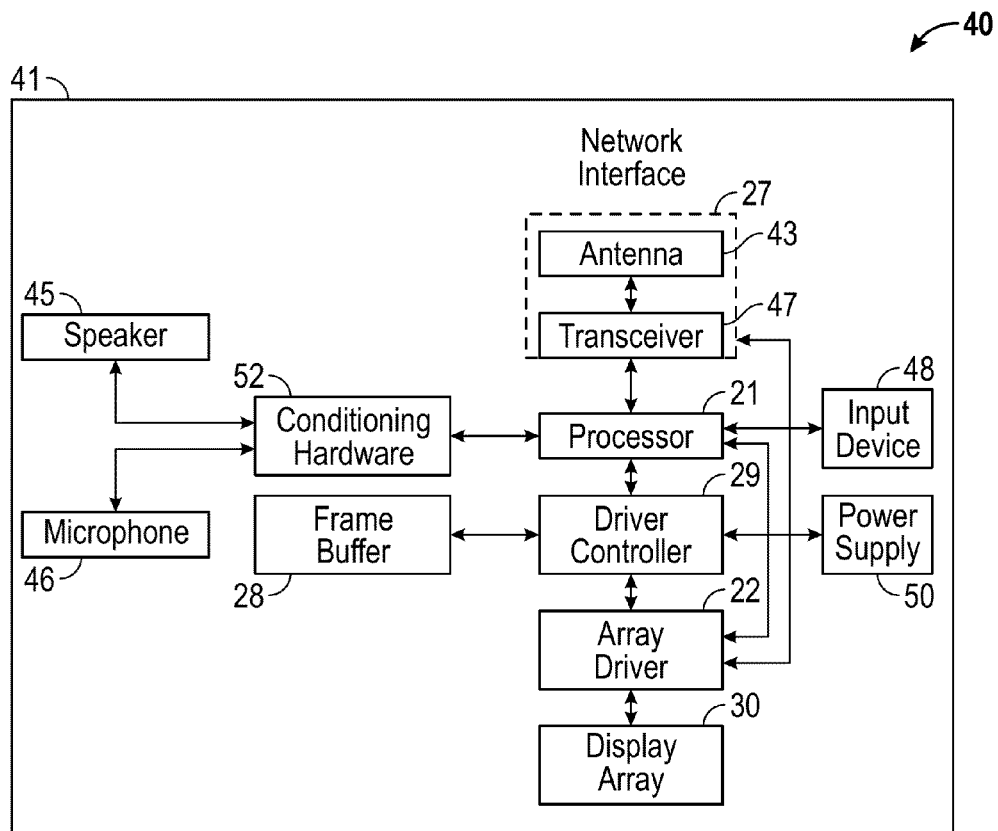 40
41
Network
Interface
27
Antenna
43
45
Speaker
Transceiver
47
52
Conditioning
Hardware
21
Processor
48
Input
Device
Microphone
46
Frame
Buffer
28
29
Driver
Controller
Power
Supply
50
22
Array
Driver
30
Display
Array